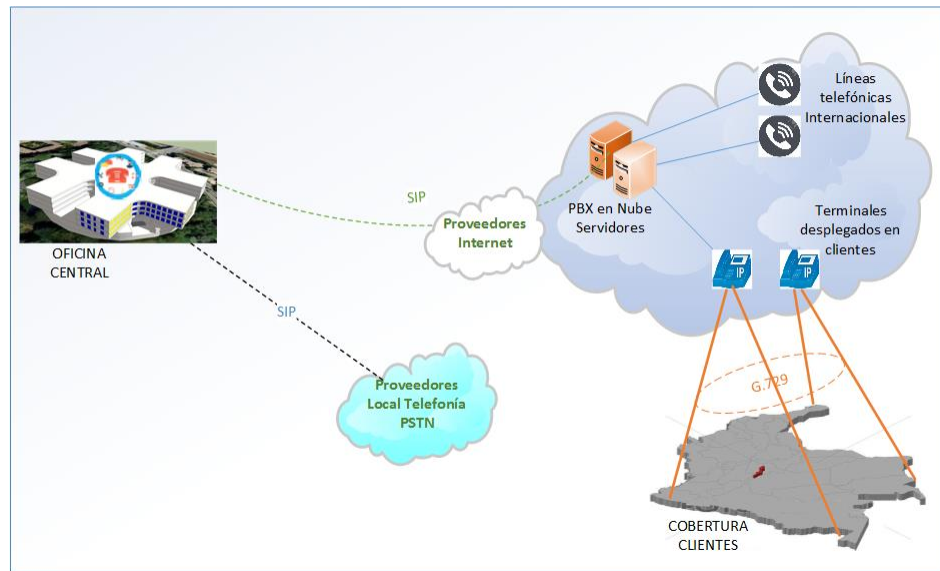 Líneas
telefónicas
Internacionales
SIP
PBX en Nube
Servidores
Proveedores
Internet
Terminales
desplegados en
clientes
OFICINA
CENTRAL
IP
IP
SIP
G.729
Proveedores
Local Telefonía
PSTN
COBERTURA
CLIENTES